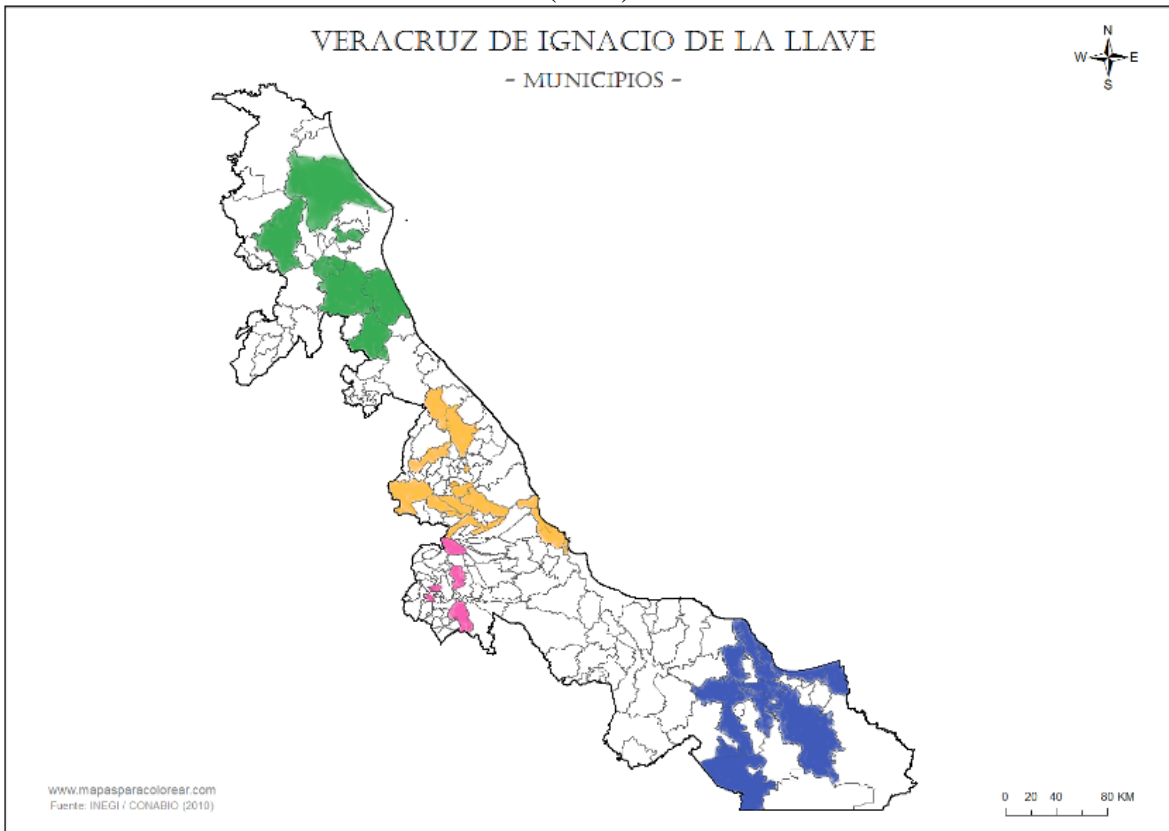 VERACRUZ DE IGNACIO DE LA LLAVE
- MUNICIPIOS -
N
W E
S
www.mapasparacolorear.com
Fuente: INEGI / CONABIO (2010)
0 20 40 80 KM